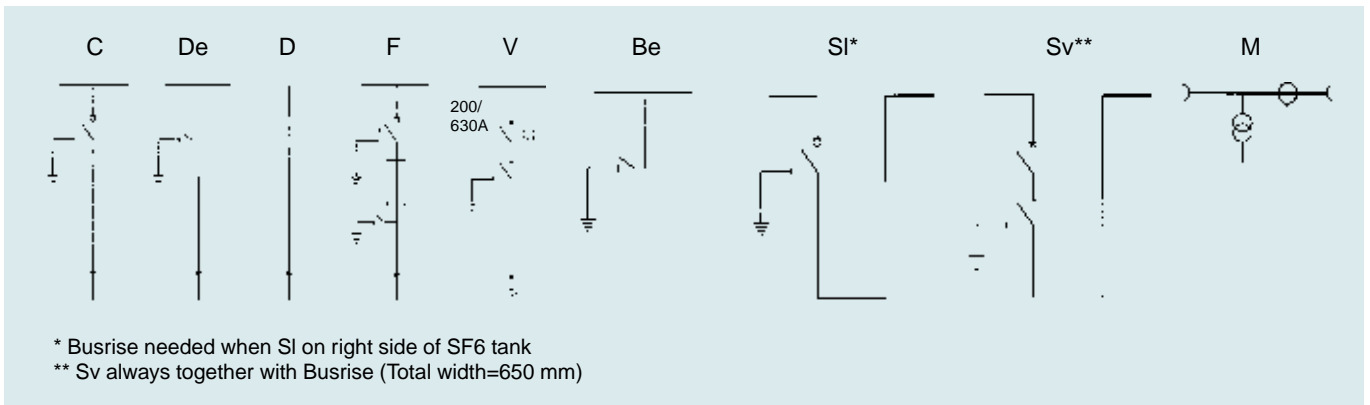 C De D F V Be Sl* Sv** M
200/
630A
* Busrise needed when Sl on right side of SF6 tank
** Sv always together with Busrise (Total width=650 mm)